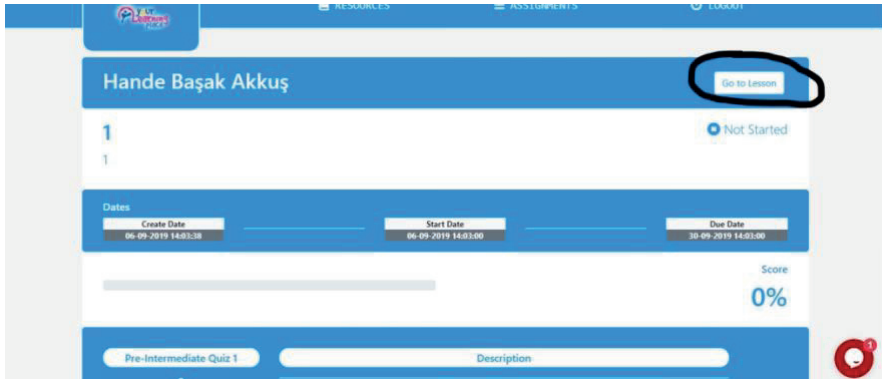 RESOURCES
ASSIGNMENTS
LOGOUT
Hande Başak Akkuş
Go to Lesson
1
Not Started
1
Dates
Create Date
06-09-2019 14:03:38
Start Date
06-09-2019 14:03:00
Due Date
30-09-2019 14:03:00
Score
0%
Pre-Intermediate Quiz 1
Description
1